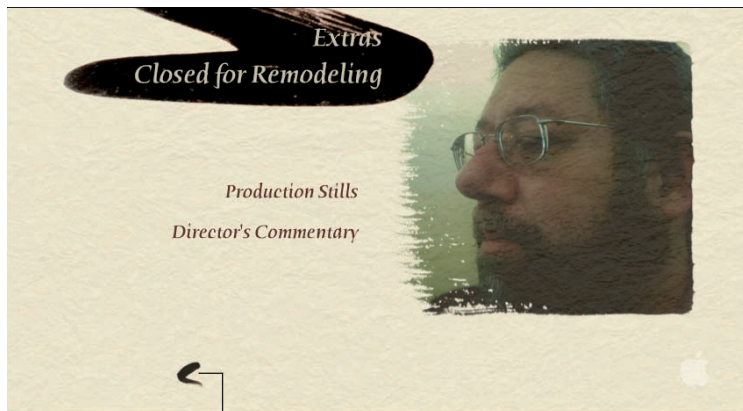 Extras
Closed for Remodeling
Production Stills
Director's Commentary